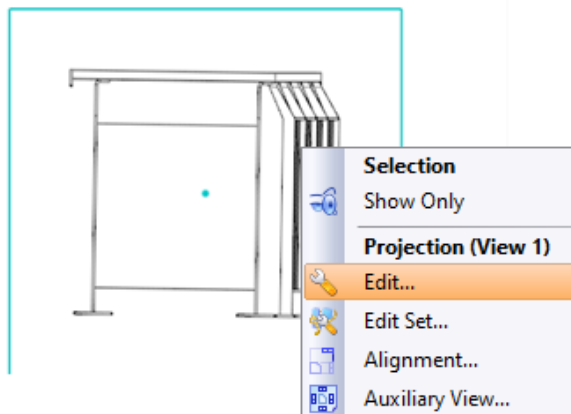 Selection
Show Only
Projection (View 1)
Edit...
Edit Set...
Alignment...
Auxiliary View...